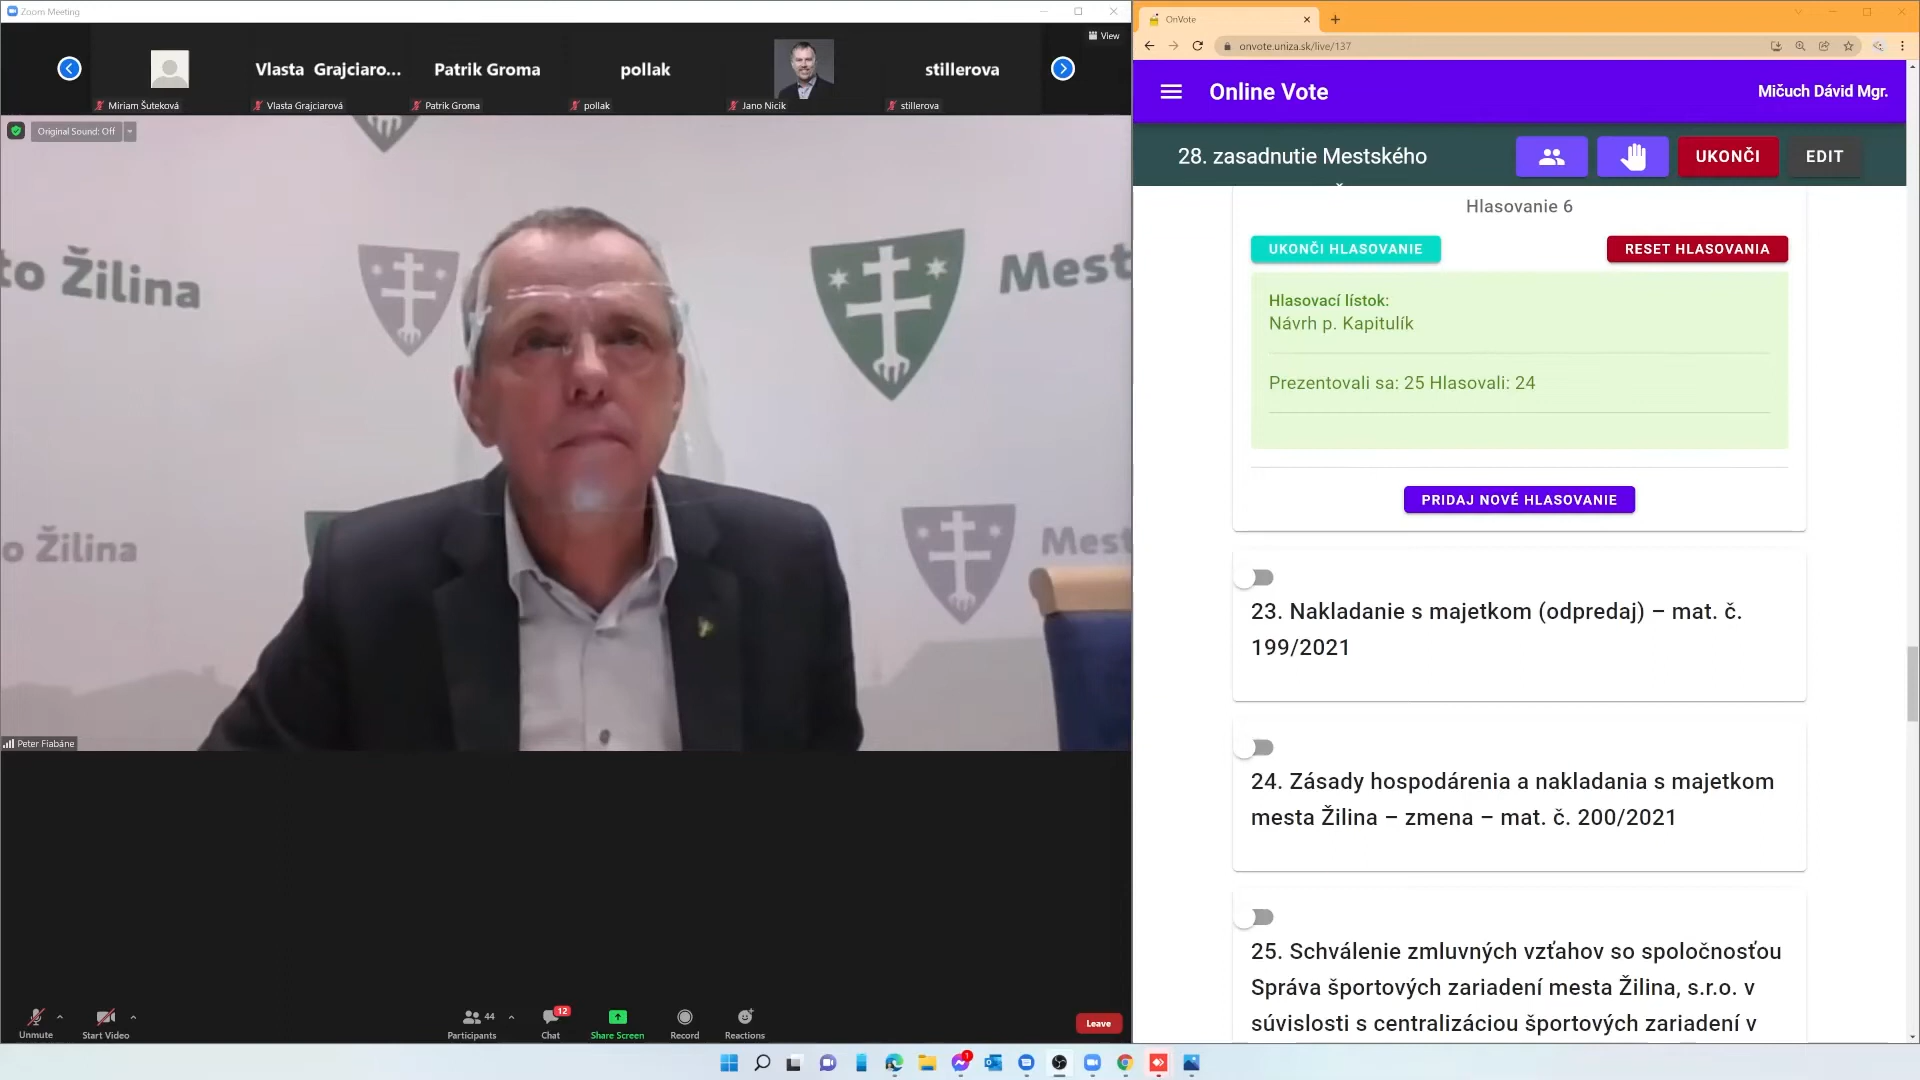 Zoom Meeting
View
Vlasta Grajciaro...
Patrik Groma
pollak
stillerova
Miriam Šuteková
Vlasta Grajciarová
Patrik Groma
pollak
Jano Nicík
stillerova
Original Sound: Off
to Žilina
Mest
o Žilina
Mest
Peter Fiabáne
Unmute
Start Video
44
Participants
12
Chat
Share Screen
Record
Reactions
Leave
OnVote
onvote.uniza.sk/live/137
Online Vote
Mičuch Dávid Mgr.
28. zasadnutie Mestského
UKONČI
EDIT
Hlasovanie 6
UKONČI HLASOVANIE
RESET HLASOVANIA
Hlasovací lístok:
Návrh p. Kapitulík
Prezentovali sa: 25 Hlasovali: 24
PRIDAJ NOVÉ HLASOVANIE
23. Nakladanie s majetkom (odpredaj) – mat. č.
199/2021
24. Zásady hospodárenia a nakladania s majetkom
mesta Žilina – zmena – mat. č. 200/2021
25. Schválenie zmluvných vzťahov so spoločnosťou
Správa športových zariadení mesta Žilina, s.r.o. v
súvislosti s centralizáciou športových zariadení v
1